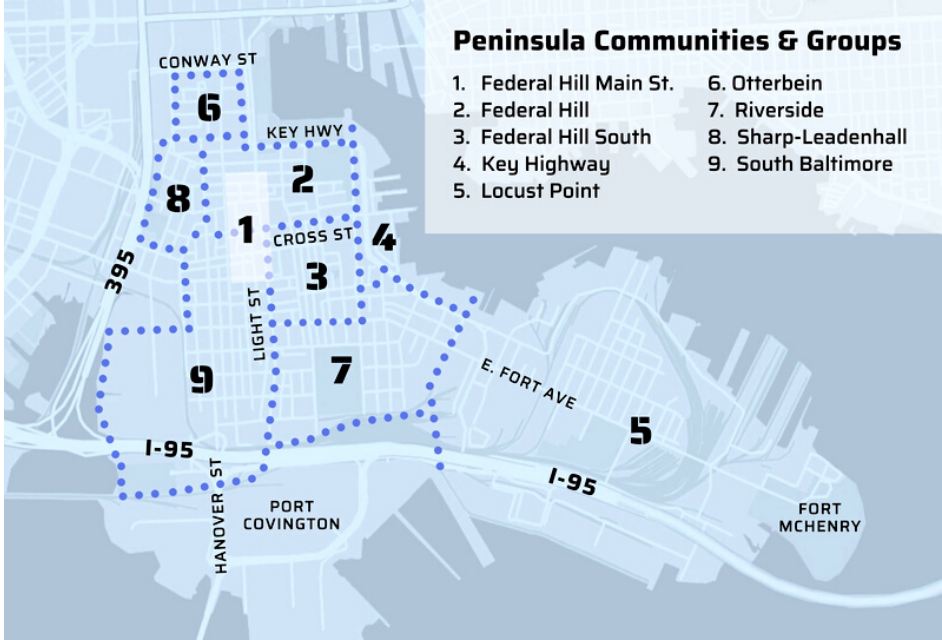 Peninsula Communities & Groups
1. Federal Hill Main St.
2. Federal Hill
3. Federal Hill South
4. Key Highway
5. Locust Point
6. Otterbein
7. Riverside
8. Sharp-Leadenhall
9. South Baltimore
CONWAY ST
6
KEY HWY
2
8
1
CROSS ST
4
3
395
LIGHT ST
9
7
E. FORT AVE
5
I-95
I-95
HANOVER ST
PORT
COVINGTON
FORT
MCHENRY